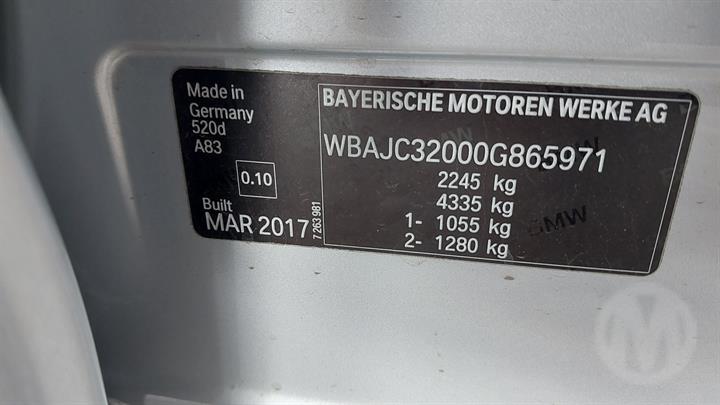 Made in
Germany
520d
A83
0.10
Built
MAR 2017
7 263 981
BAYERISCHE MOTOREN WERKE AG
WBAJC32000G865971
2245 kg
4335 kg
1- 1055 kg
2- 1280 kg
BMW
M